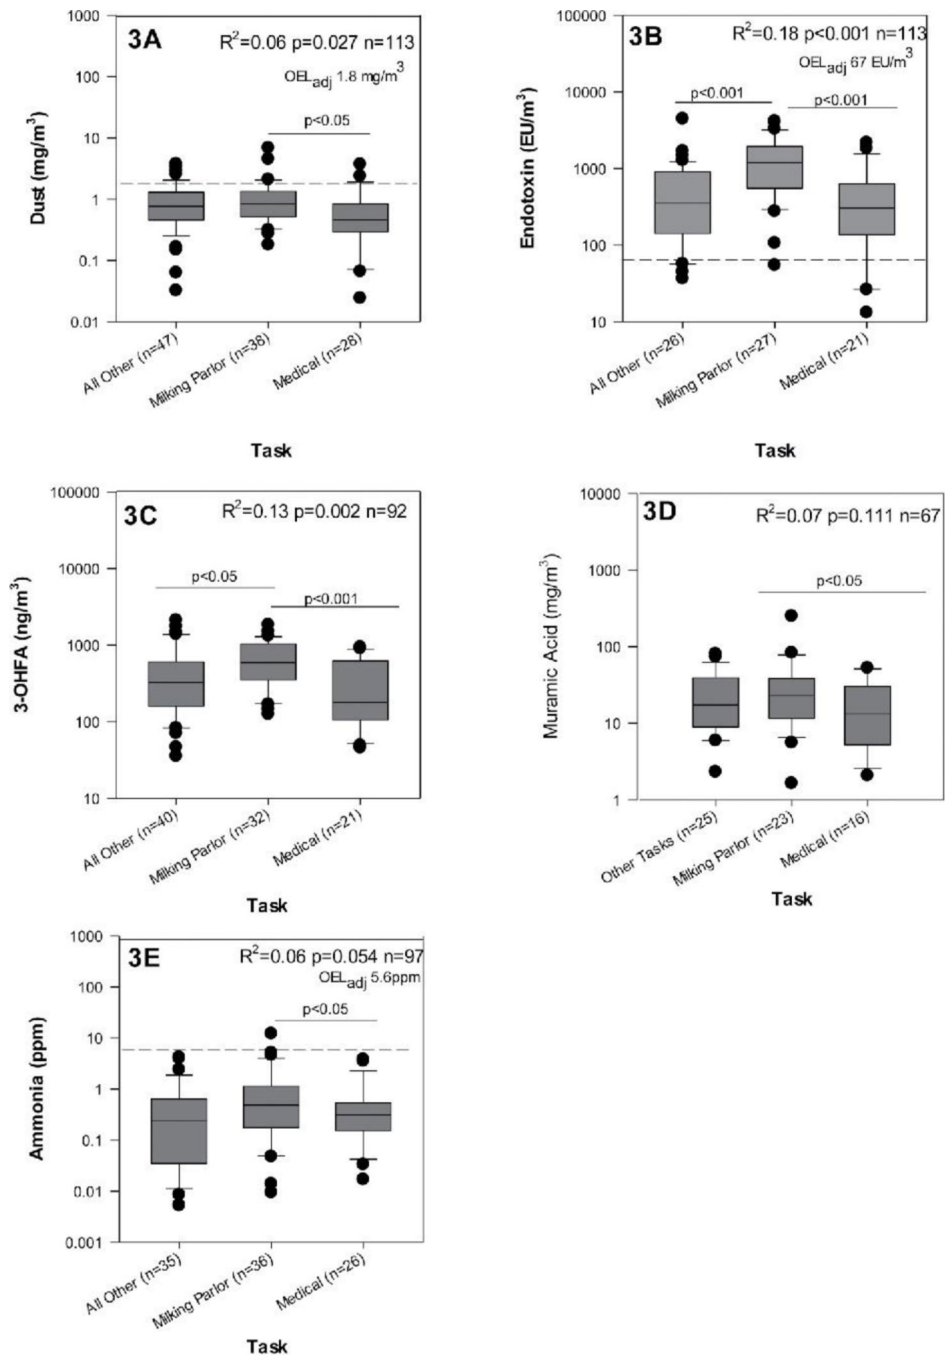 3A
R²=0.06 p=0.027 n=113
OELadj 1.8 mg/m³
p<0.05
Dust (mg/m³)
1000
100
10
1
0.1
0.01
All Other (n=47)
Milking Parlor (n=38)
Medical (n=28)
Task
3B
R²=0.18 p<0.001 n=113
OELadj 67 EU/m³
p<0.001
p<0.001
Endotoxin (EU/m³)
100000
10000
1000
100
10
All Other (n=26)
Milking Parlor (n=27)
Medical (n=21)
Task
3C
R²=0.13 p=0.002 n=92
p<0.05
p<0.001
3-OHFA (ng/m³)
100000
10000
1000
100
10
All Other (n=40)
Milking Parlor (n=32)
Medical (n=21)
Task
3D
R²=0.07 p=0.111 n=67
p<0.05
Muramic Acid (mg/m³)
10000
1000
100
10
1
Other Tasks (n=25)
Milking Parlor (n=23)
Medical (n=16)
Task
3E
R²=0.06 p=0.054 n=97
OELadj 5.6ppm
p<0.05
Ammonia (ppm)
1000
100
10
1
0.1
0.01
0.001
All Other (n=35)
Milking Parlor (n=36)
Medical (n=26)
Task